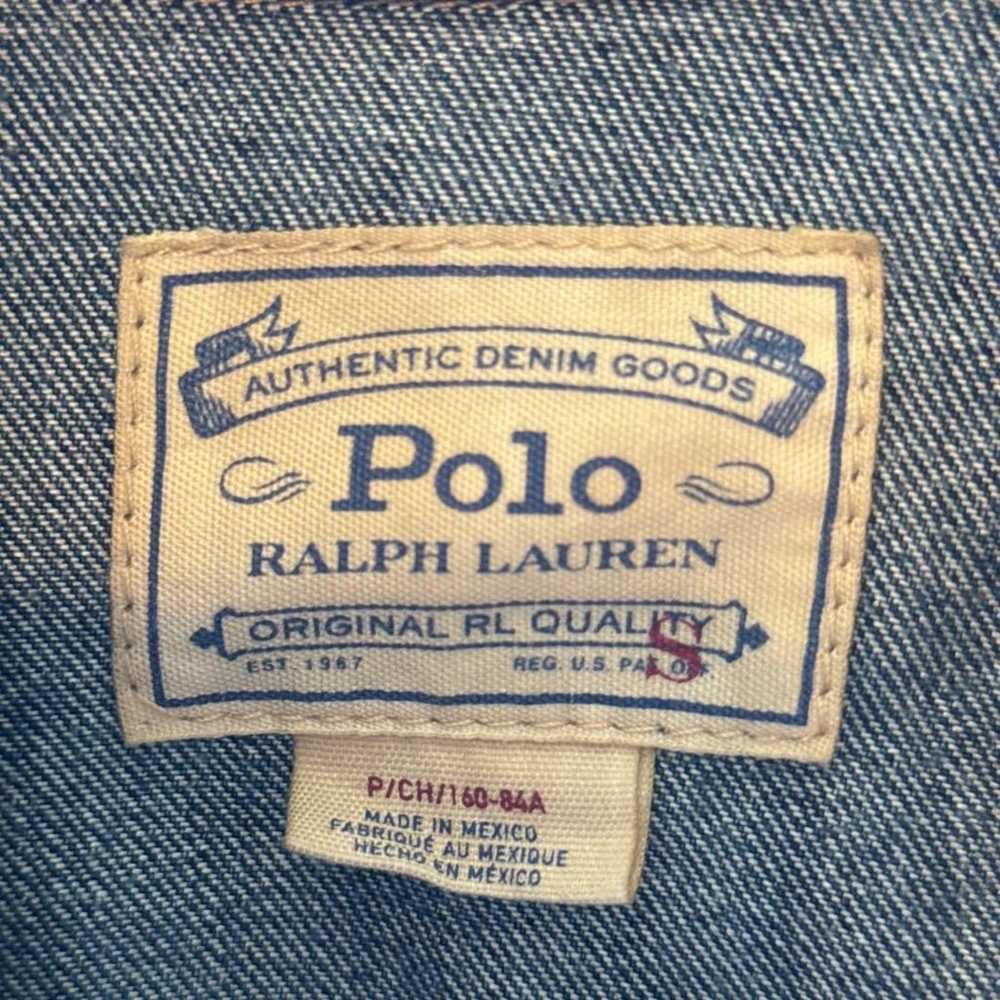 AUTHENTIC DENIM GOODS
Polo
RALPH LAUREN
ORIGINAL RL QUALITY
S
EST. 1967 REG. U.S. PAT. OFF
P/CH/160-84A
MADE IN MEXICO
FABRIQUÉ AU MEXIQUE
HECHO EN MÉXICO